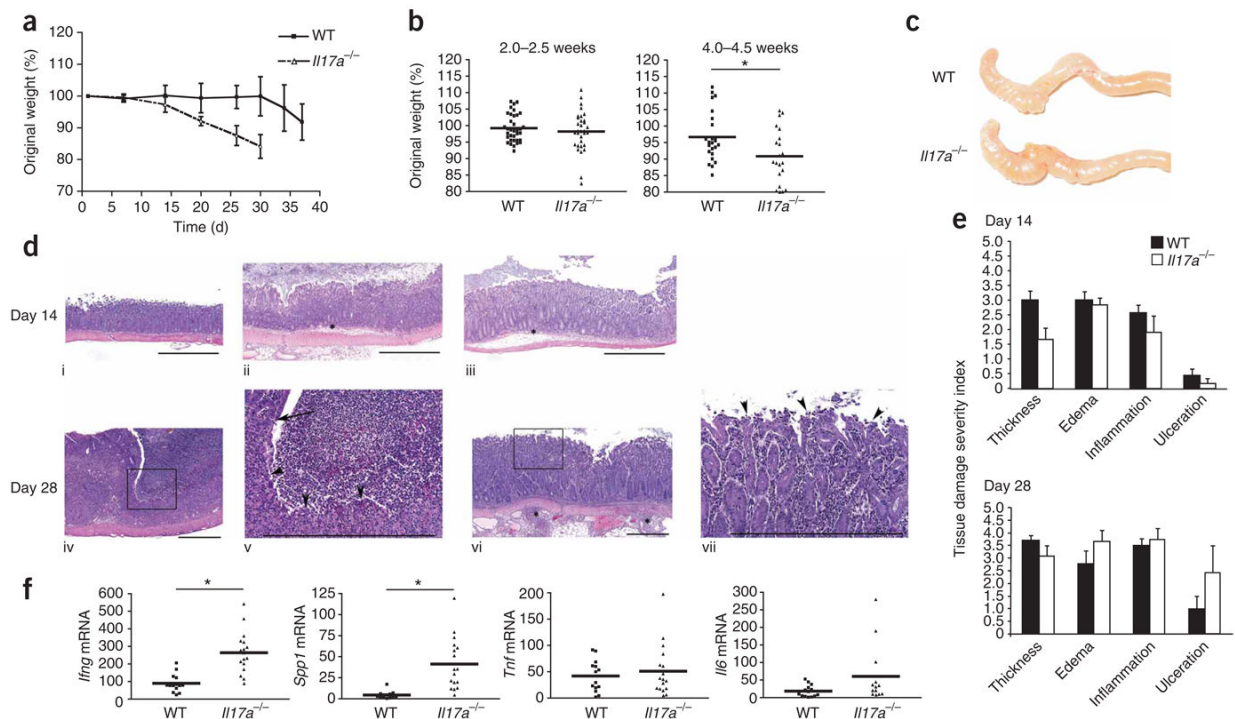 a
Original weight (%)
120
110
100
90
80
70
0 5 10 15 20 25 30 35 40
Time (d)
WT
Il17a–/–
b
2.0–2.5 weeks
4.0–4.5 weeks
Original weight (%)
120
115
110
105
100
95
90
85
80
WT Il17a–/–
120
115
110
105
100
95
90
85
80
*
WT Il17a–/–
c
WT
Il17a–/–
d
Day 14
i
ii
*
iii
*
Day 28
iv
v
vi
* *
vii
e
Tissue damage severity index
Day 14
WT
Il17a–/–
5.0
4.5
4.0
3.5
3.0
2.5
2.0
1.5
1.0
0.5
0
Thickness
Edema
Inflammation
Ulceration
Day 28
5.0
4.5
4.0
3.5
3.0
2.5
2.0
1.5
1.0
0.5
0
Thickness
Edema
Inflammation
Ulceration
f
Ifng mRNA
600
500
400
300
200
100
0
*
WT Il17a–/–
Spp1 mRNA
125
100
75
50
25
0
*
WT Il17a–/–
Tnf mRNA
200
150
100
50
0
WT Il17a–/–
Il6 mRNA
300
250
200
150
100
50
0
WT Il17a–/–